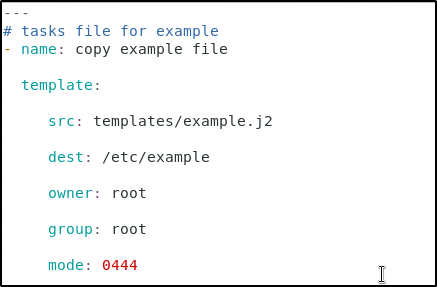 ---
# tasks file for example
- name: copy example file
template:
src: templates/example.j2
dest: /etc/example
owner: root
group: root
mode: 0444